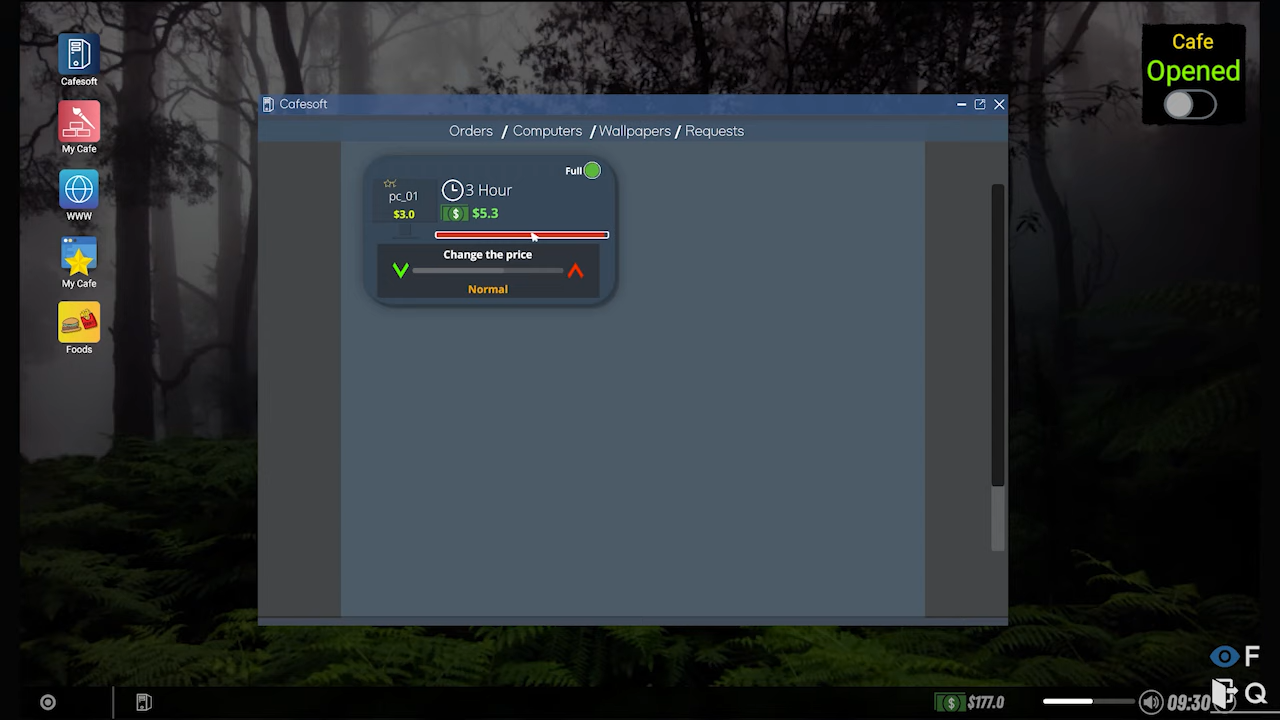 Cafesoft
My Cafe
WWW
My Cafe
Foods
Cafesoft
Orders / Computers / Wallpapers / Requests
Full
pc_01
$3.0
3 Hour
$5.3
Change the price
Normal
Cafe
Opened
F
Q
$177.0
09:30